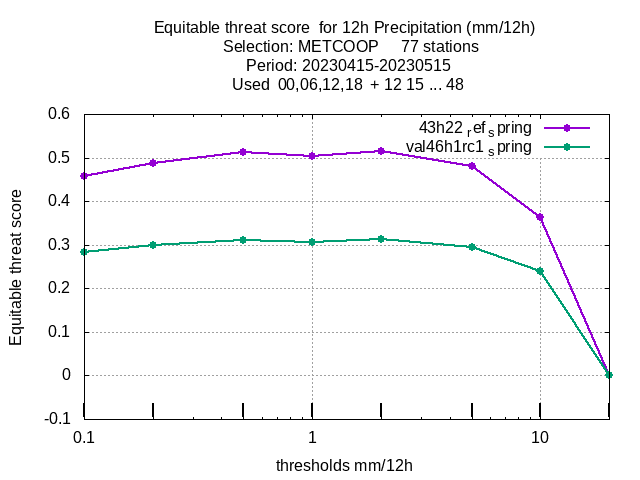 Equitable threat score  for 12h Precipitation (mm/12h)
Selection: METCOOP     77 stations
Period: 20230415-20230515
Used  00,06,12,18  + 12 15 ... 48
0.6
0.5
0.4
0.3
0.2
0.1
0
-0.1
Equitable threat score
43h22 ref spring
val46h1rc1 spring
0.1
1
10
thresholds mm/12h